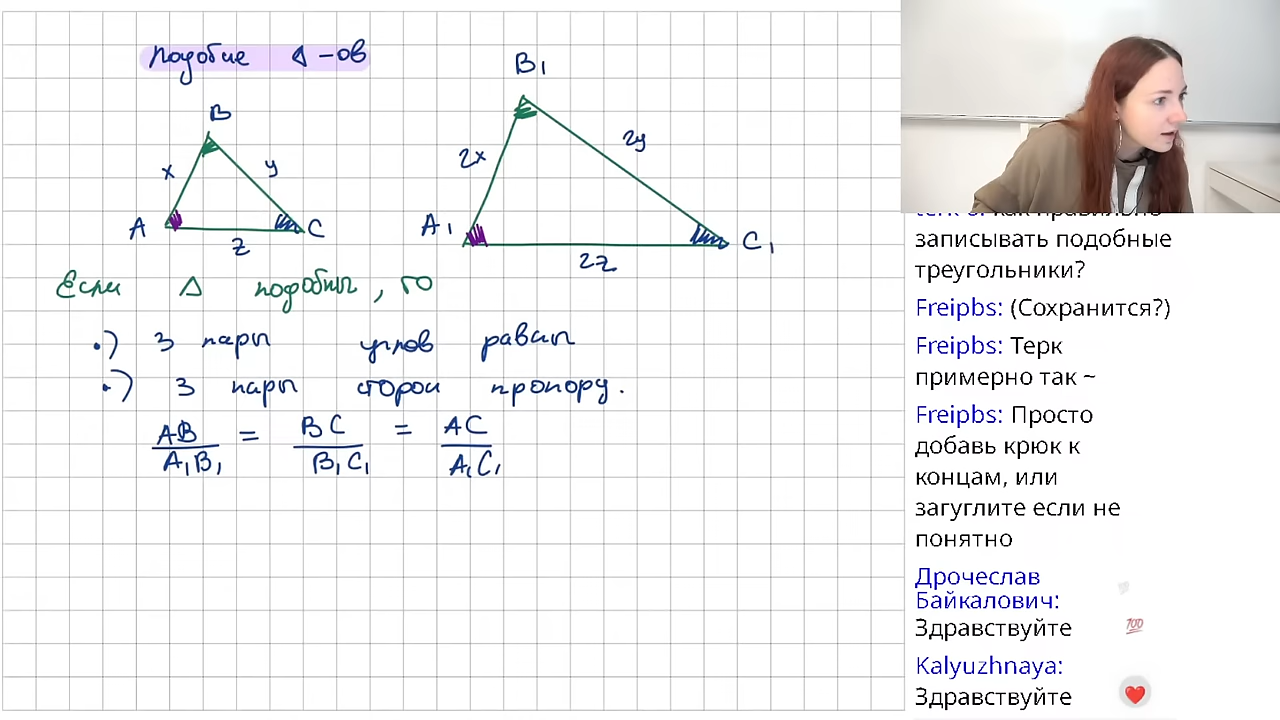 подобие Δ-ов
B
x
y
A
C
z
B₁
2x
2y
A₁
C₁
2z
Если Δ подобны, то
•) 3 пары углов равны
•) 3 пары сторон пропорц.
AB/A₁B₁ = BC/B₁C₁ = AC/A₁C₁
как правильно
записывать подобные
треугольники?
Freipbs: (Сохранится?)
Freipbs: Терк
примерно так ~
Freipbs: Просто
добавь крюк к
концам, или
загуглите если не
понятно
Дрочеслав
Байкалович:
Здравствуйте
💯
Kalyuzhnaya:
Здравствуйте